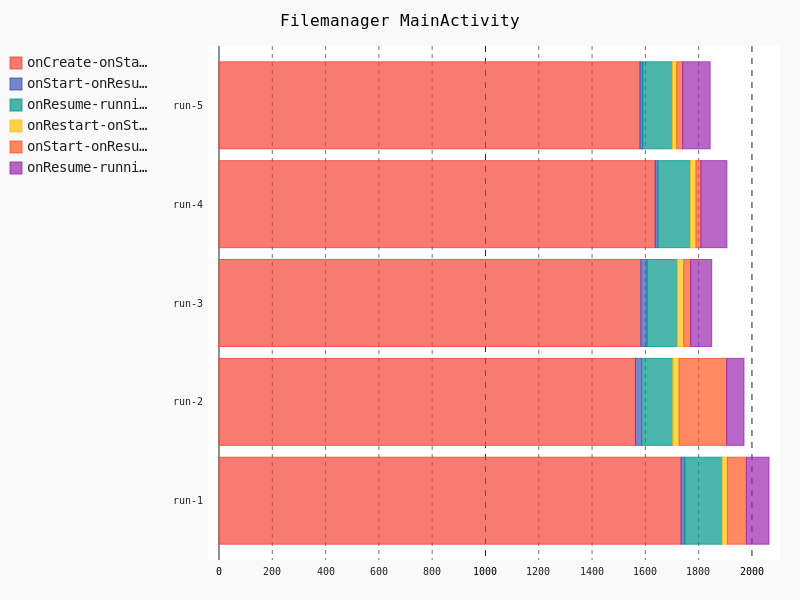 Filemanager MainActivity
onCreate-onSta…
onStart-onResu…
onResume-runni…
onRestart-onSt…
onStart-onResu…
onResume-runni…
run-5
run-4
run-3
run-2
run-1
0 200 400 600 800 1000 1200 1400 1600 1800 2000